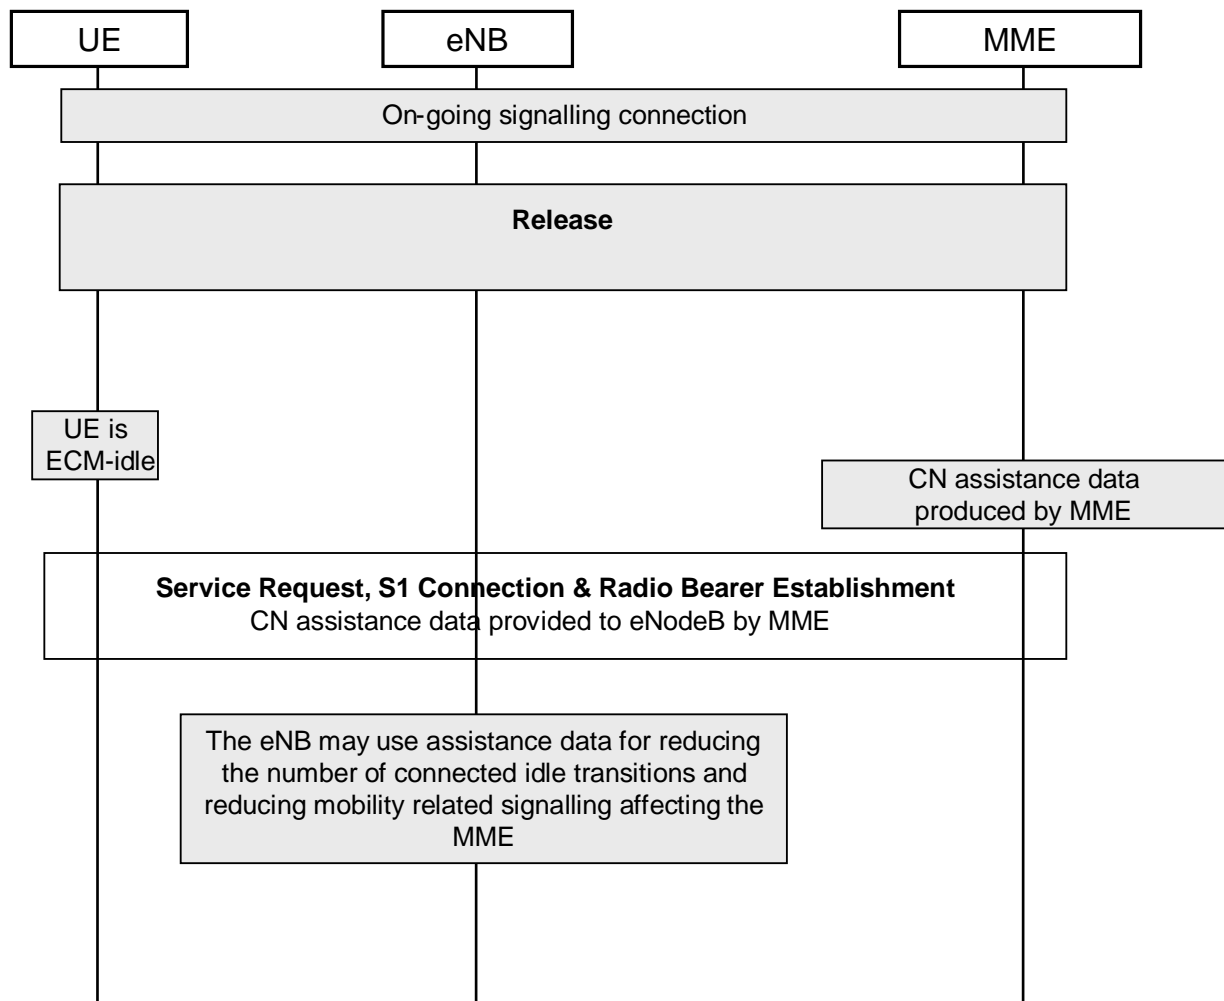 UE
eNB
MME
On-going signalling connection
Release
UE is
ECM-idle
CN assistance data
produced by MME
Service Request, S1 Connection & Radio Bearer Establishment
CN assistance data provided to eNodeB by MME
The eNB may use assistance data for reducing
the number of connected idle transitions and
reducing mobility related signalling affecting the
MME